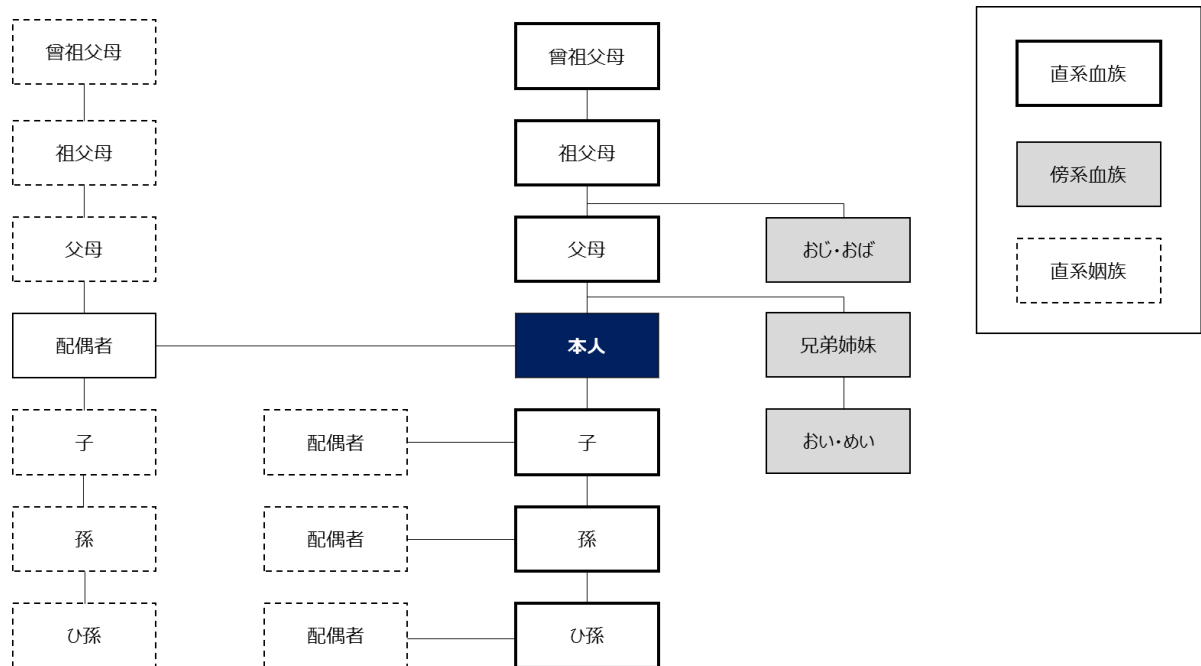 曾祖父母
曾祖父母
直系血族
祖父母
祖父母
傍系血族
父母
父母
おじ・おば
直系姻族
配偶者
本人
兄弟姉妹
子
配偶者
子
おい・めい
孫
配偶者
孫
ひ孫
配偶者
ひ孫